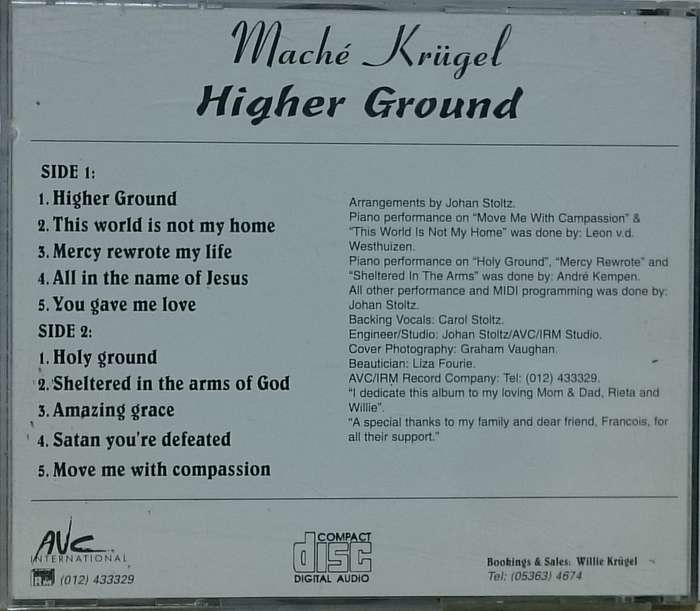 Maché Krügel
Higher Ground
SIDE 1:
1. Higher Ground
2. This world is not my home
3. Mercy rewrote my life
4. All in the name of Jesus
5. You gave me love
SIDE 2:
1. Holy ground
2. Sheltered in the arms of God
3. Amazing grace
4. Satan you're defeated
5. Move me with compassion
Arrangements by Johan Stoltz.
Piano performance on "Move Me With Campassion" &
"This World Is Not My Home" was done by: Leon v.d.
Westhuizen.
Piano performance on "Holy Ground", "Mercy Rewrote" and
"Sheltered In The Arms" was done by: André Kempen.
All other performance and MIDI programming was done by:
Johan Stoltz.
Backing Vocals: Carol Stoltz.
Engineer/Studio: Johan Stoltz/AVC/IRM Studio.
Cover Photography: Graham Vaughan.
Beautician: Liza Fourie.
AVC/IRM Record Company: Tel: (012) 433329.
"I dedicate this album to my loving Mom & Dad, Rieta and
Willie".
"A special thanks to my family and dear friend, Francois, for
all their support."
AVC
INTERNATIONAL
IRM (012) 433329
COMPACT
disc
DIGITAL AUDIO
Bookings & Sales: Willie Krügel
Tel: (05363) 4674